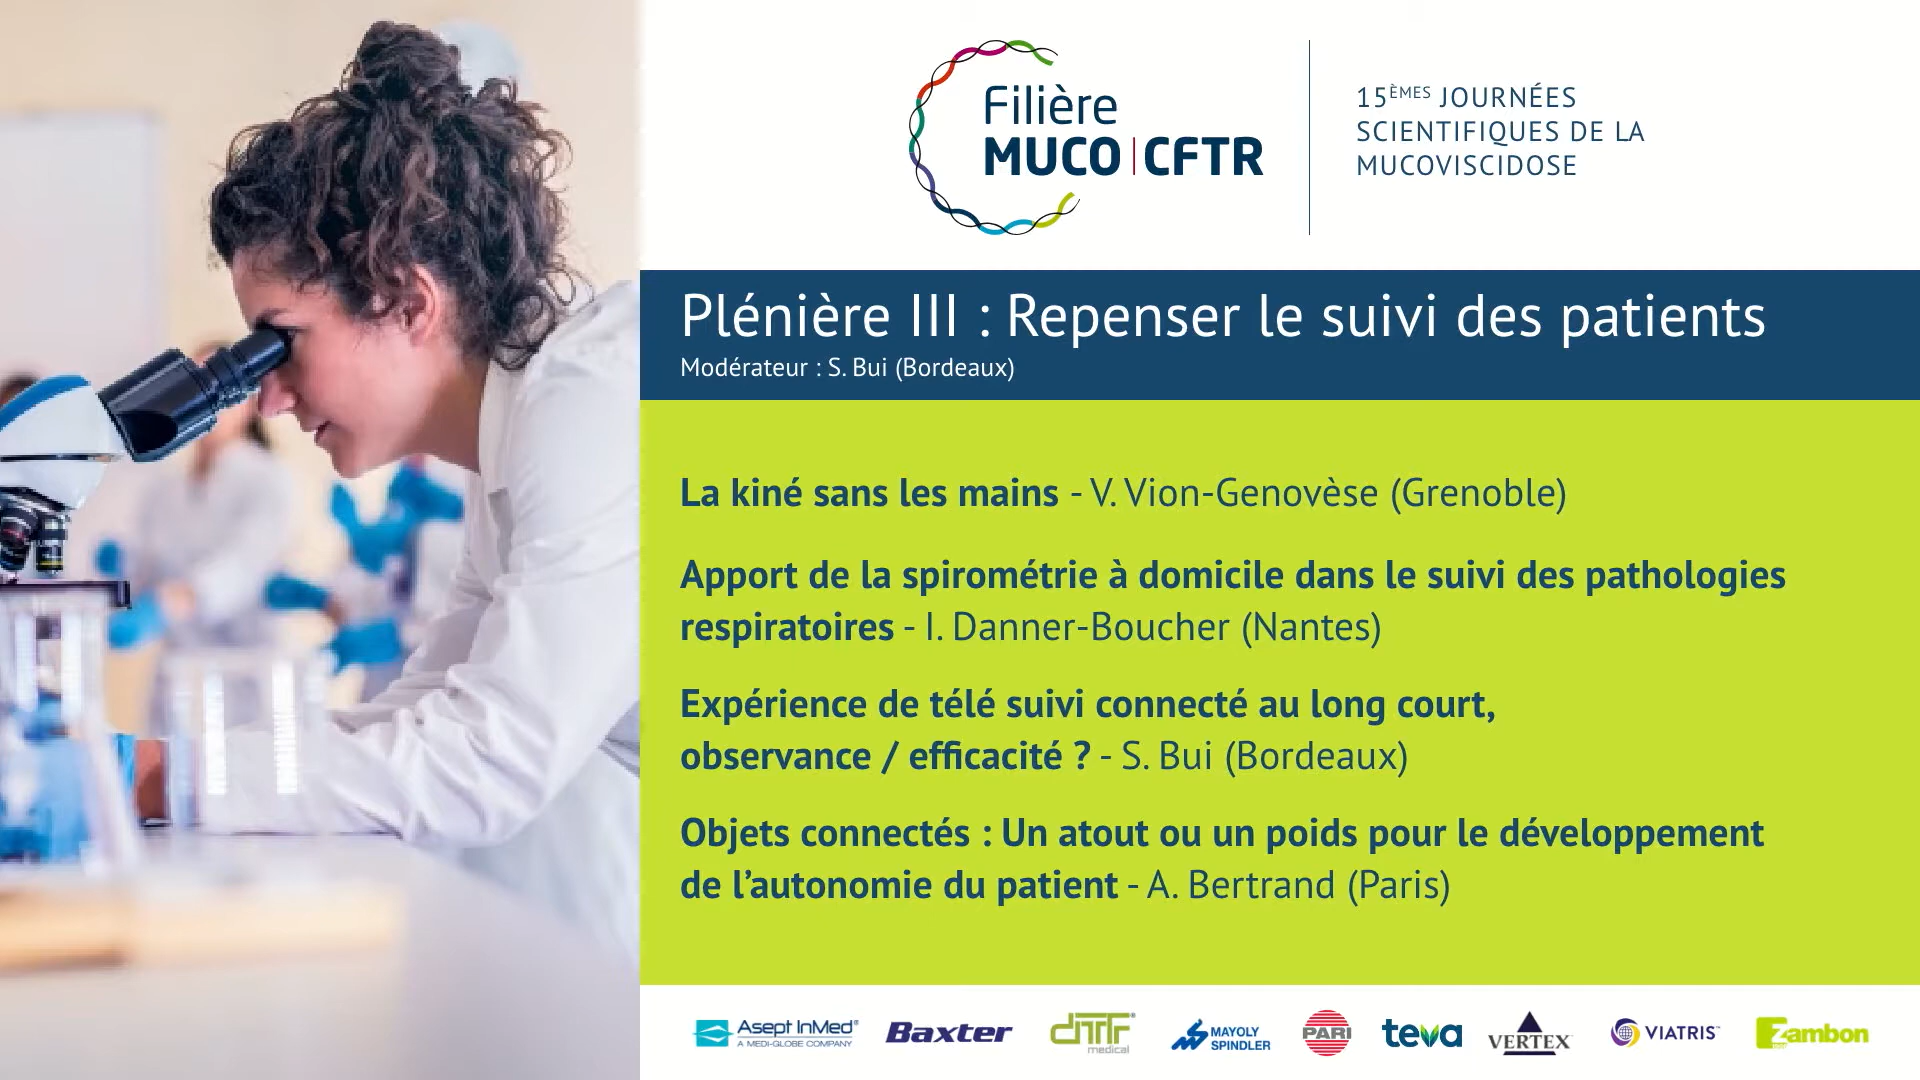 Filière
MUCO|CFTR
15ÈMES JOURNÉES
SCIENTIFIQUES DE LA
MUCOVISCIDOSE
Plénière III : Repenser le suivi des patients
Modérateur : S. Bui (Bordeaux)
La kiné sans les mains - V. Vion-Genovèse (Grenoble)
Apport de la spirométrie à domicile dans le suivi des pathologies
respiratoires - I. Danner-Boucher (Nantes)
Expérience de télé suivi connecté au long court,
observance / efficacité ? - S. Bui (Bordeaux)
Objets connectés : Un atout ou un poids pour le développement
de l’autonomie du patient - A. Bertrand (Paris)
Asept InMed®
A MEDI-GLOBE COMPANY
Baxter
DTF®
medical
MAYOLY
SPINDLER
PARI
teva
VERTEX
VIATRIS™
Zambon